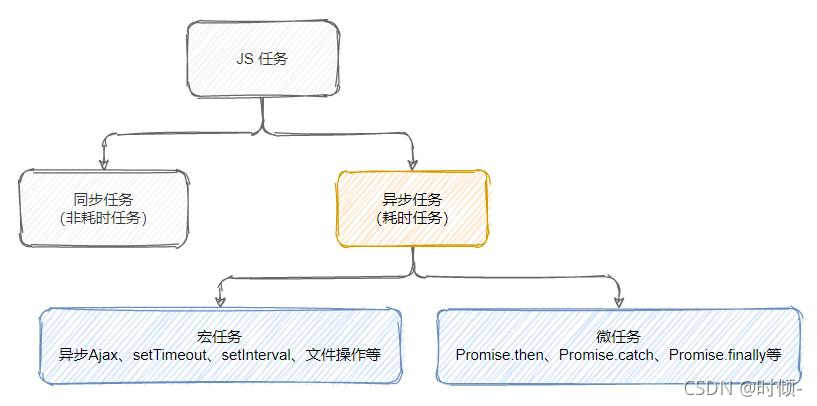 JS 任务
同步任务
（非耗时任务）
异步任务
（耗时任务）
宏任务
异步Ajax、setTimeout、setInterval、文件操作等
微任务
Promise.then、Promise.catch、Promise.finally等
CSDN @时倾-